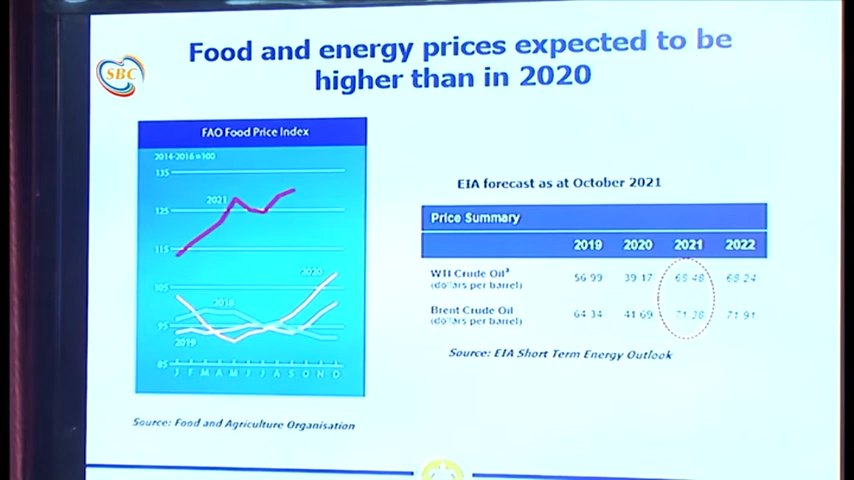 Food and energy prices expected to be
higher than in 2020
SBC
FAO Food Price Index
2014-2016=100
135
125
115
105
95
85
2021
2020
2018
2019
J F M A M J J A S O N D
Source: Food and Agriculture Organisation
EIA forecast as at October 2021
Price Summary
2019 2020 2021 2022
WTI Crude Oil
56.99 39.17 68.24
(dollars per barrel)
Brent Crude Oil
64.34 41.69 71.91
(dollars per barrel)
Source: EIA Short Term Energy Outlook